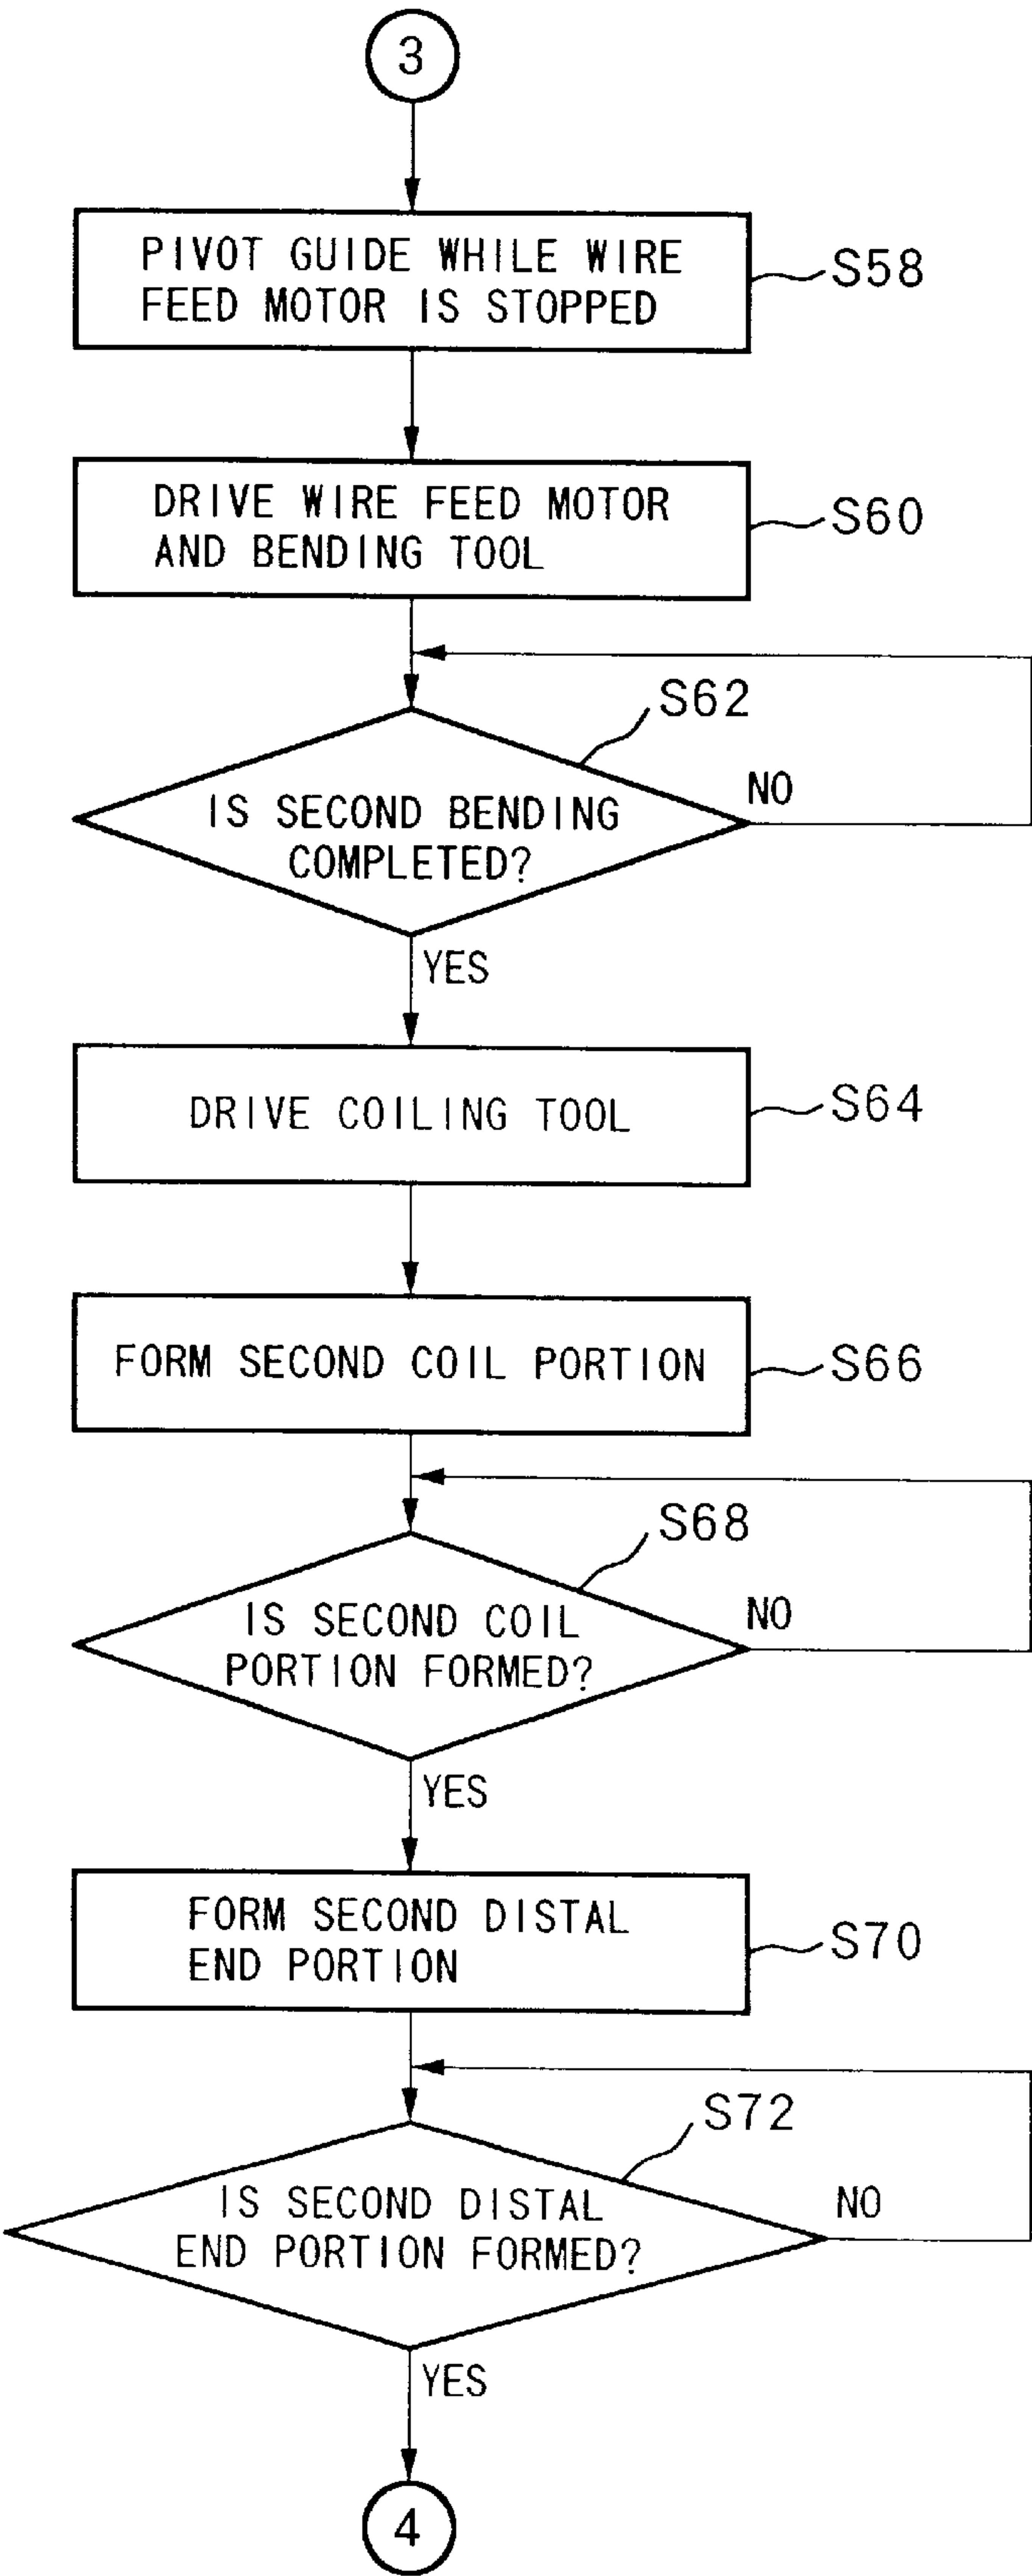 3
PIVOT GUIDE WHILE WIRE
FEED MOTOR IS STOPPED
S58
DRIVE WIRE FEED MOTOR
AND BENDING TOOL
S60
S62
IS SECOND BENDING
COMPLETED?
NO
YES
DRIVE COILING TOOL
S64
FORM SECOND COIL PORTION
S66
S68
IS SECOND COIL
PORTION FORMED?
NO
YES
FORM SECOND DISTAL
END PORTION
S70
S72
IS SECOND DISTAL
END PORTION FORMED?
NO
YES
4